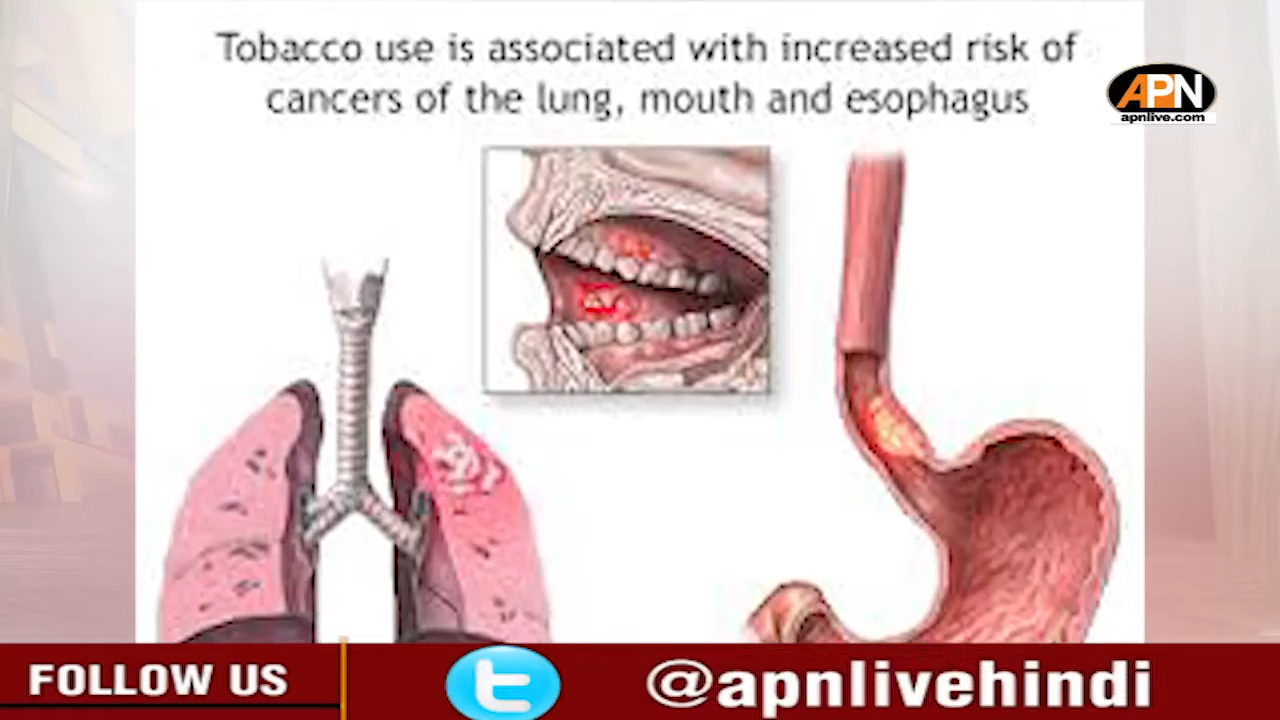 Tobacco use is associated with increased risk of
cancers of the lung, mouth and esophagus
APN
apnlive.com
FOLLOW US
@apnlivehindi